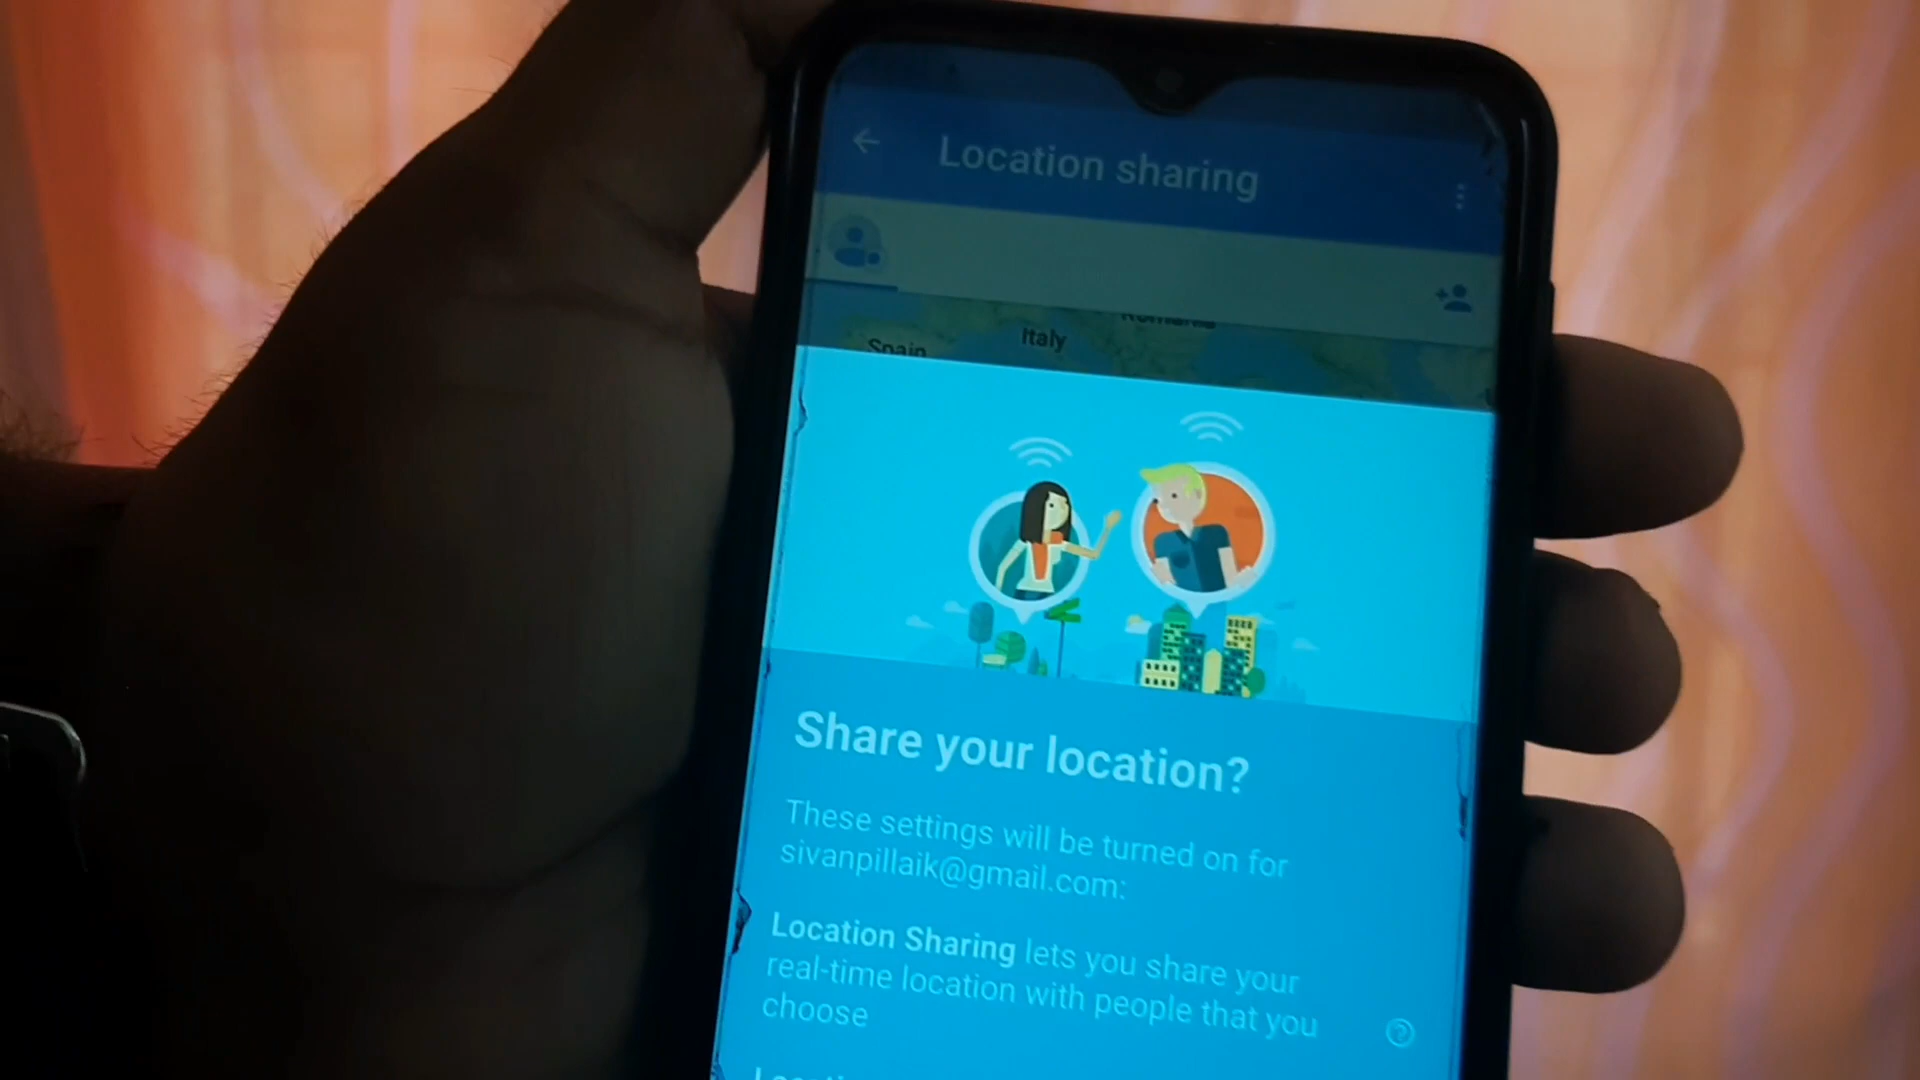 Location sharing
Romania
Italy
Spain
Share your location?
These settings will be turned on for
sivanpillaik@gmail.com:
Location Sharing lets you share your
real-time location with people that you
choose